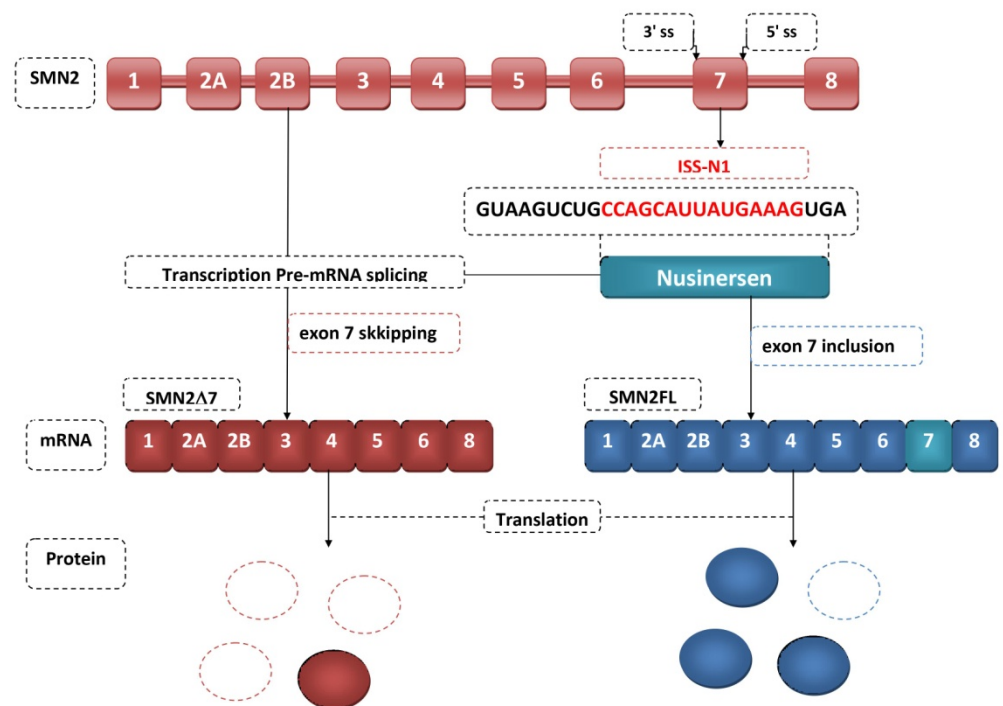 3' ss 5' ss
SMN2 1 2A 2B 3 4 5 6 7 8
ISS-N1
GUAAGUCUGCCAGCAUUAUGAAAGUGA
Transcription Pre-mRNA splicing Nusinersen
exon 7 skkipping exon 7 inclusion
SMN2Δ7 SMN2FL
mRNA 1 2A 2B 3 4 5 6 8 1 2A 2B 3 4 5 6 7 8
Translation
Protein